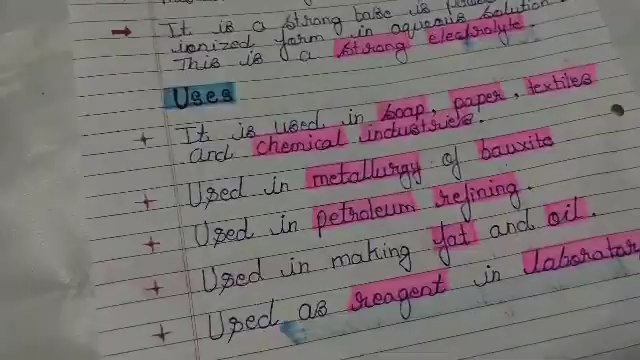 → It is a strong base is
ionized form in aqueous solution
This is a strong electrolyte.
Uses
+ It is used in soap, paper, textiles
and chemical industries.
+ Used in metallurgy of bauxite
+ Used in petroleum refining.
+ Used in making fat and oil.
+ Used as reagent in laborator